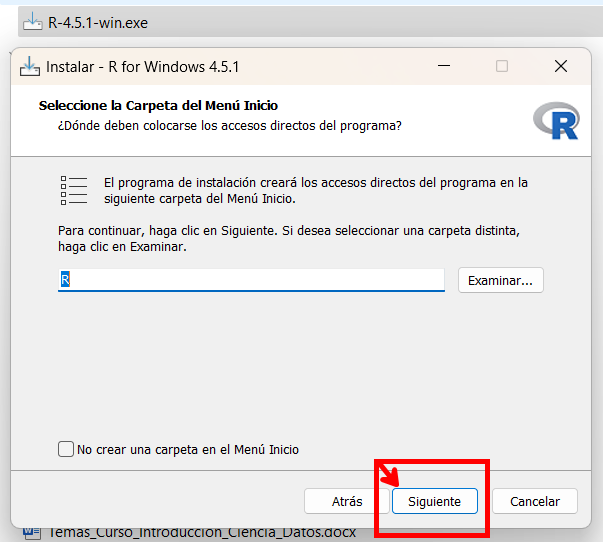 R-4.5.1-win.exe
Instalar - R for Windows 4.5.1
Seleccione la Carpeta del Menú Inicio
¿Dónde deben colocarse los accesos directos del programa?
R
El programa de instalación creará los accesos directos del programa en la
siguiente carpeta del Menú Inicio.
Para continuar, haga clic en Siguiente. Si desea seleccionar una carpeta distinta,
haga clic en Examinar.
R
Examinar...
No crear una carpeta en el Menú Inicio
Atrás
Siguiente
Cancelar
Temas_Curso_Introduccion_Ciencia_Datos.docx